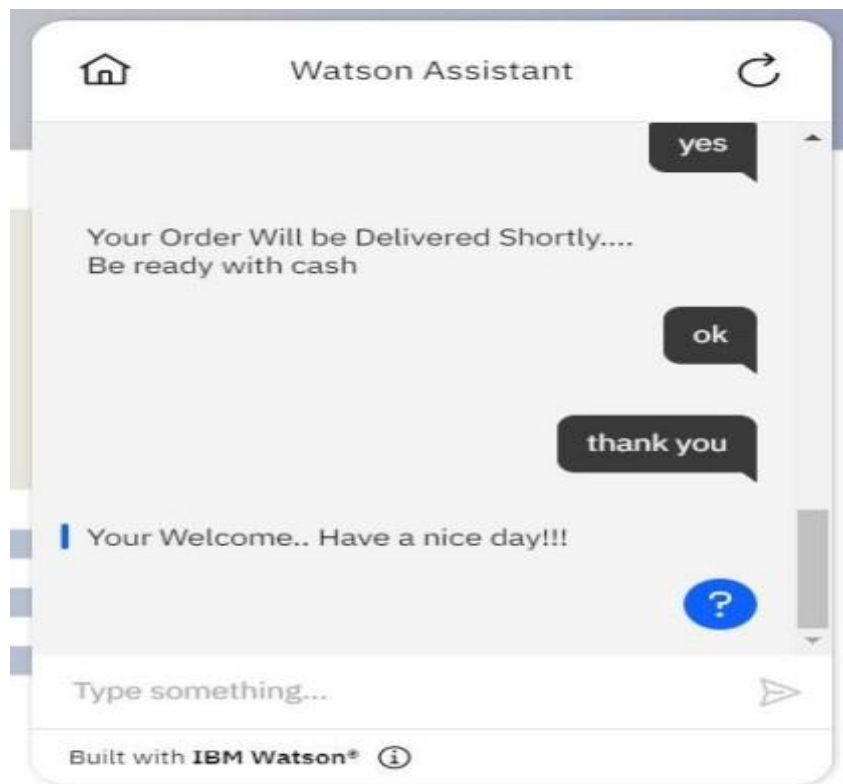 Watson Assistant
yes
Your Order Will be Delivered Shortly....
Be ready with cash
ok
thank you
Your Welcome.. Have a nice day!!!
?
Type something...
Built with IBM Watson®